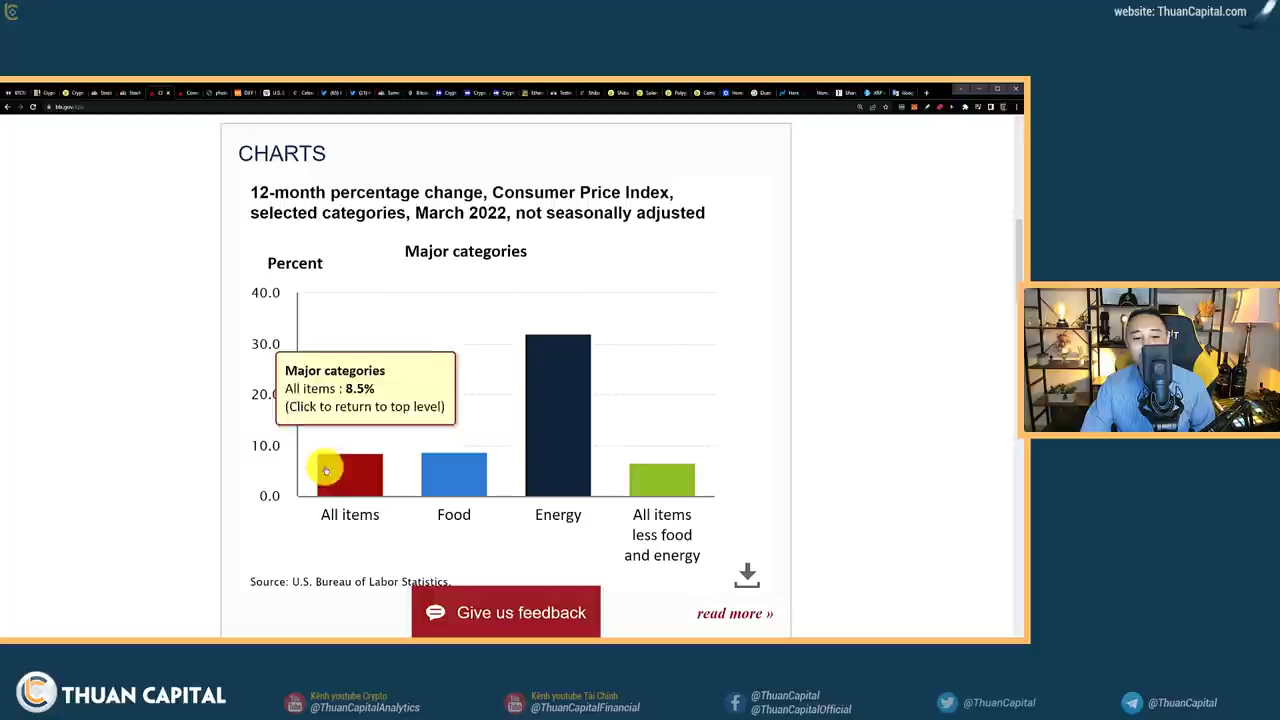 website: ThuanCapital.com
bls.gov/cpi/
CHARTS
12-month percentage change, Consumer Price Index,
selected categories, March 2022, not seasonally adjusted
Major categories
Percent
40.0
30.0
Major categories
All items : 8.5%
(Click to return to top level)
20.
10.0
0.0
All items
Food
Energy
All items
less food
and energy
Source: U.S. Bureau of Labor Statistics.
Give us feedback
read more »
THUAN CAPITAL
Kênh youtube Crypto
@ThuanCapitalAnalytics
Kênh youtube Tài Chính
@ThuanCapitalFinancial
@ThuanCapital
@ThuanCapitalOfficial
@ThuanCapital
@ThuanCapital